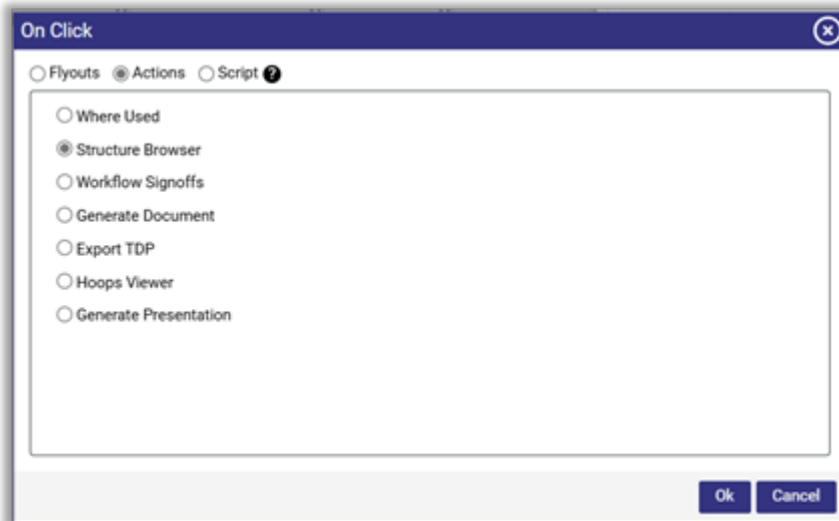 On Click
Flyouts Actions Script ?
Where Used
Structure Browser
Workflow Signoffs
Generate Document
Export TDP
Hoops Viewer
Generate Presentation
Ok Cancel